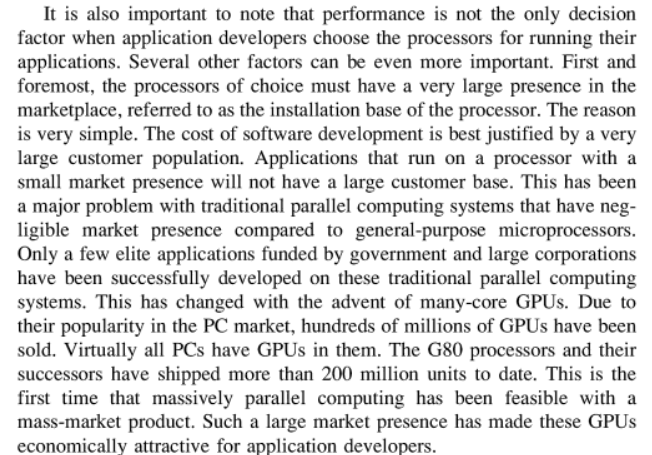 It is also important to note that performance is not the only decision
factor when application developers choose the processors for running their
applications. Several other factors can be even more important. First and
foremost, the processors of choice must have a very large presence in the
marketplace, referred to as the installation base of the processor. The reason
is very simple. The cost of software development is best justified by a very
large customer population. Applications that run on a processor with a
small market presence will not have a large customer base. This has been
a major problem with traditional parallel computing systems that have neg-
ligible market presence compared to general-purpose microprocessors.
Only a few elite applications funded by government and large corporations
have been successfully developed on these traditional parallel computing
systems. This has changed with the advent of many-core GPUs. Due to
their popularity in the PC market, hundreds of millions of GPUs have been
sold. Virtually all PCs have GPUs in them. The G80 processors and their
successors have shipped more than 200 million units to date. This is the
first time that massively parallel computing has been feasible with a
mass-market product. Such a large market presence has made these GPUs
economically attractive for application developers.